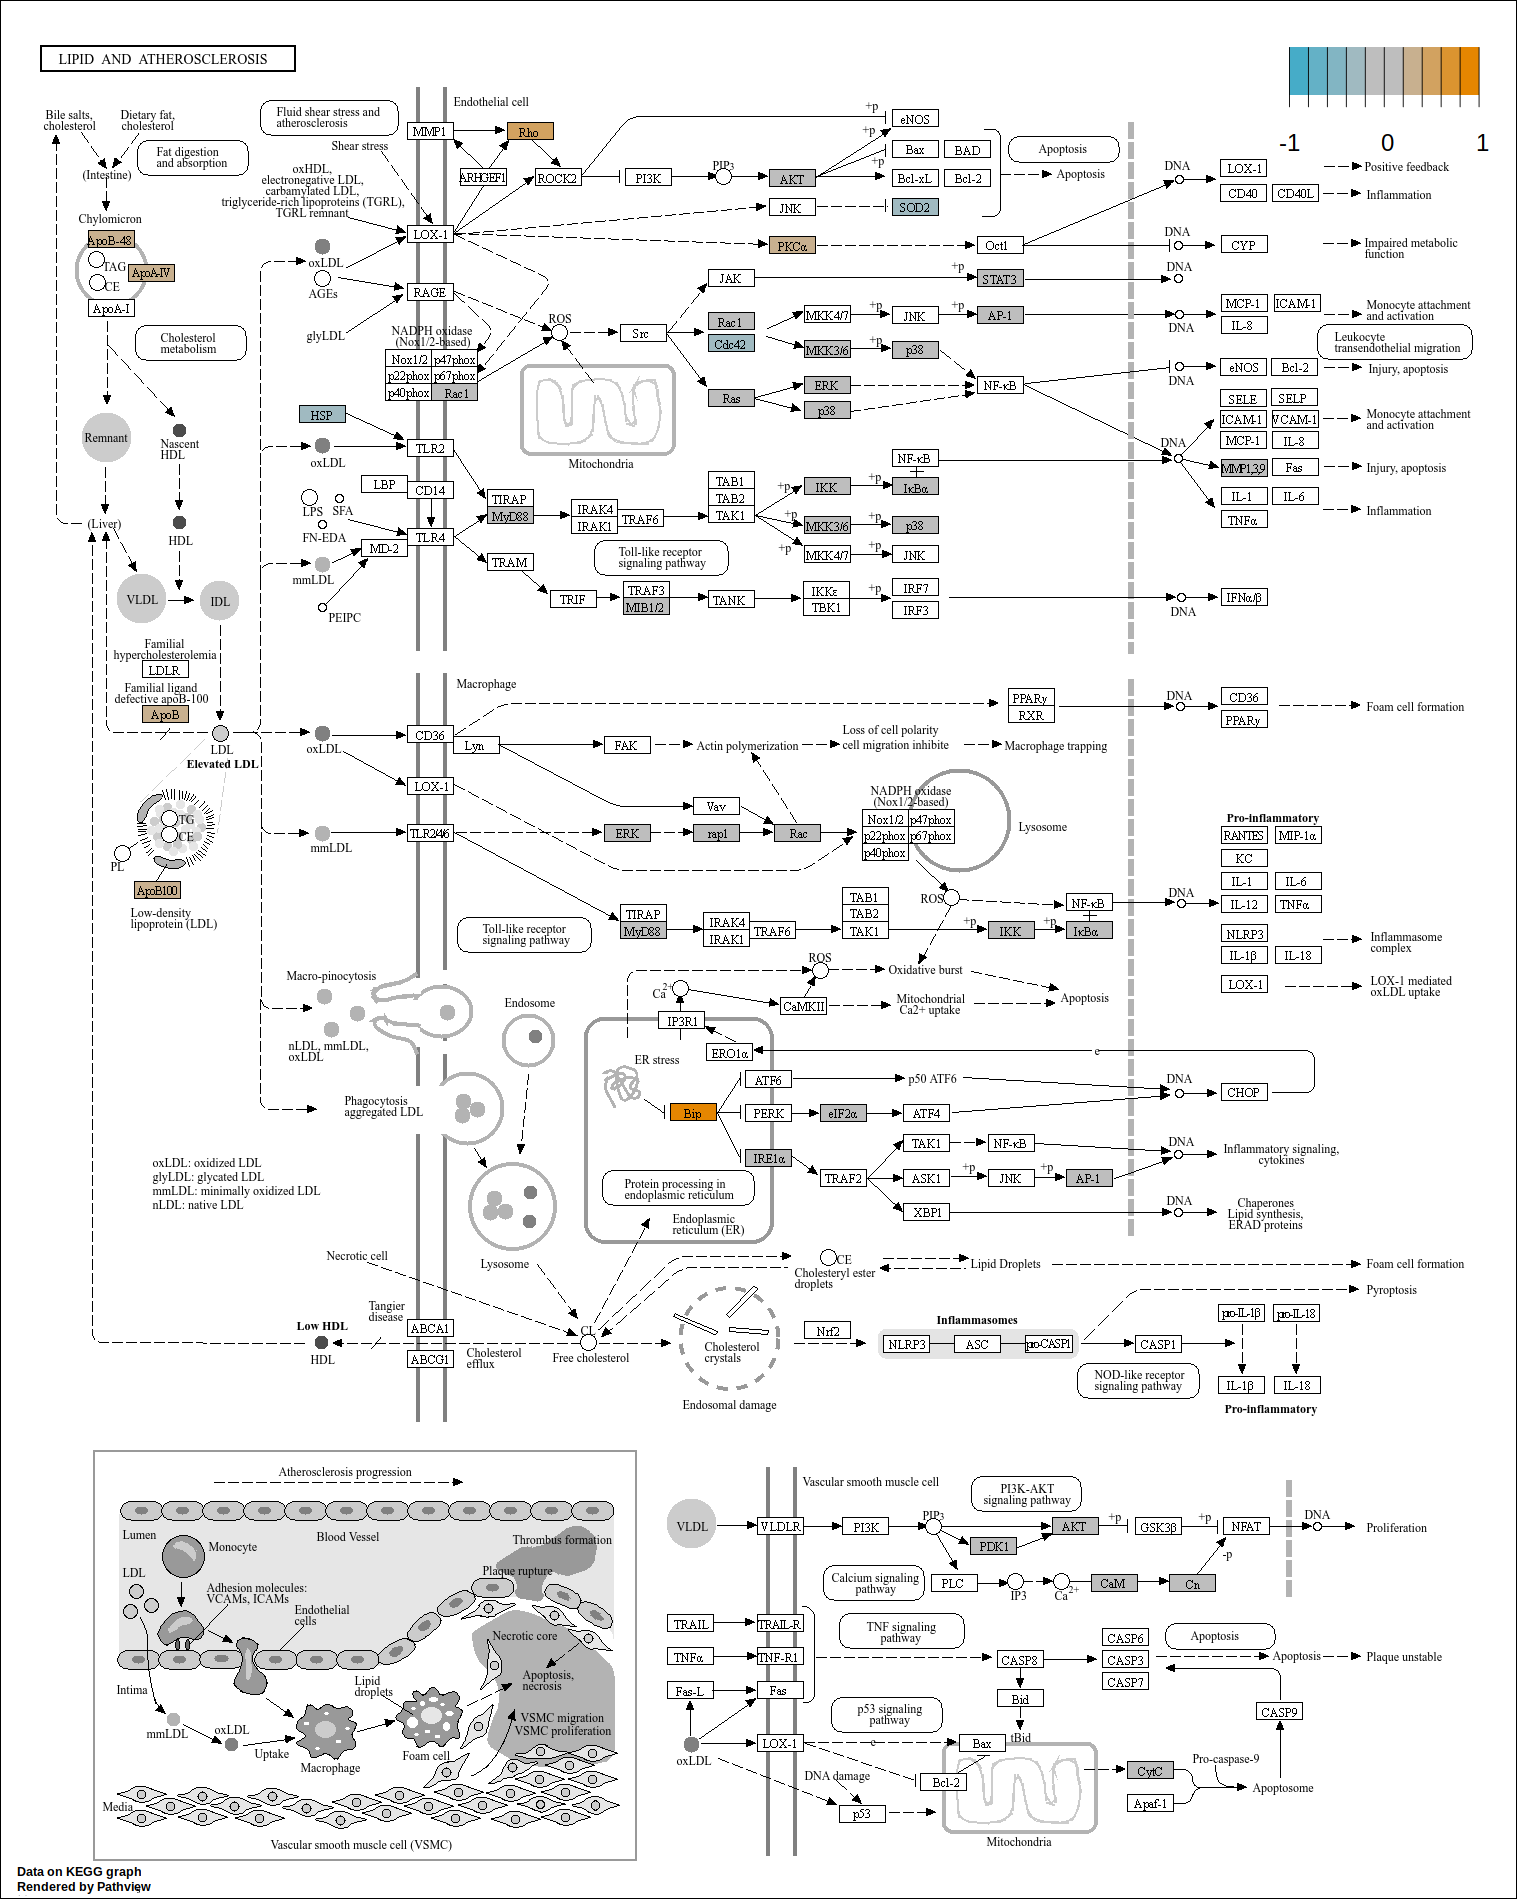 LIPID AND ATHEROSCLEROSIS
-1
0
1
Bile salts,
cholesterol
Dietary fat,
cholesterol
Fat digestion
and absorption
(Intestine)
Chylomicron
ApoB-48
TAG
ApoA-IV
CE
ApoA-I
Cholesterol
metabolism
Remnant
Nascent
HDL
(Liver)
HDL
VLDL
IDL
Familial
hypercholesterolemia
LDLR
Familial ligand
defective apoB-100
ApoB
LDL
Elevated LDL
TG
CE
PL
ApoB100
Low-density
lipoprotein (LDL)
Fluid shear stress and
atherosclerosis
Shear stress
oxHDL,
electronegative LDL,
carbamylated LDL,
triglyceride-rich lipoproteins (TGRL),
TGRL remnant
oxLDL
AGEs
glyLDL
HSP
oxLDL
LBP
LPS
SFA
FN-EDA
MD-2
mmLDL
PEIPC
Endothelial cell
MMP1
Rho
ARHGEF1
ROCK2
PI3K
PIP3
AKT
+p
+p
+p
eNOS
Bax
BAD
Bcl-xL
Bcl-2
Apoptosis
Apoptosis
JNK
SOD2
LOX-1
PKCα
Oct1
RAGE
NADPH oxidase
(Nox1/2-based)
Nox1/2
p47phox
p22phox
p67phox
p40phox
Rac1
ROS
Src
Mitochondria
JAK
+p
STAT3
Rac1
Cdc42
MKK4/7
+p
JNK
+p
AP-1
MKK3/6
+p
p38
Ras
ERK
p38
NF-κB
TLR2
CD14
TLR4
TIRAP
MyD88
TRAM
IRAK4
IRAK1
TRAF6
TAB1
TAB2
TAK1
Toll-like receptor
signaling pathway
+p
IKK
+p
NF-κB
IκBα
+p
MKK3/6
+p
p38
+p
MKK4/7
+p
JNK
TRIF
TRAF3
MIB1/2
TANK
IKKε
TBK1
+p
IRF7
IRF3
DNA
LOX-1
Positive feedback
CD40
CD40L
Inflammation
DNA
CYP
Impaired metabolic
function
DNA
DNA
MCP-1
ICAM-1
IL-8
Monocyte attachment
and activation
Leukocyte
transendothelial migration
DNA
eNOS
Bcl-2
Injury, apoptosis
SELE
SELP
ICAM-1
VCAM-1
MCP-1
IL-8
Monocyte attachment
and activation
DNA
MMP1,3,9
Fas
Injury, apoptosis
IL-1
IL-6
TNFα
Inflammation
DNA
IFNα/β
Macrophage
oxLDL
CD36
Lyn
FAK
Actin polymerization
Loss of cell polarity
cell migration inhibite
Macrophage trapping
PPARγ
RXR
DNA
CD36
PPARγ
Foam cell formation
LOX-1
Vav
mmLDL
TLR2/4/6
ERK
rap1
Rac
NADPH oxidase
(Nox1/2-based)
Nox1/2
p47phox
p22phox
p67phox
p40phox
Lysosome
ROS
Toll-like receptor
signaling pathway
TIRAP
MyD88
IRAK4
IRAK1
TRAF6
TAB1
TAB2
TAK1
+p
IKK
+p
NF-κB
IκBα
DNA
Pro-inflammatory
RANTES
MIP-1α
KC
IL-1
IL-6
IL-12
TNFα
NLRP3
IL-1β
IL-18
Inflammasome
complex
LOX-1
LOX-1 mediated
oxLDL uptake
Macro-pinocytosis
nLDL, mmLDL,
oxLDL
Endosome
Phagocytosis
aggregated LDL
ROS
Oxidative burst
Ca2+
CaMKII
Mitochondrial
Ca2+ uptake
Apoptosis
IP3R1
ER stress
ERO1α
e
ATF6
p50 ATF6
DNA
CHOP
Bip
PERK
eIF2α
ATF4
IRE1α
TRAF2
TAK1
NF-κB
ASK1
+p
JNK
+p
AP-1
XBP1
DNA
Inflammatory signaling,
cytokines
DNA
Chaperones
Lipid synthesis,
ERAD proteins
Protein processing in
endoplasmic reticulum
Endoplasmic
reticulum (ER)
oxLDL: oxidized LDL
glyLDL: glycated LDL
mmLDL: minimally oxidized LDL
nLDL: native LDL
Lysosome
Necrotic cell
CE
Cholesteryl ester
droplets
Lipid Droplets
Foam cell formation
Pyroptosis
Tangier
disease
Low HDL
HDL
ABCA1
ABCG1
Cholesterol
efflux
CL
Free cholesterol
Cholesterol
crystals
Endosomal damage
Nrf2
Inflammasomes
NLRP3
ASC
pro-CASP1
CASP1
NOD-like receptor
signaling pathway
pro-IL-1β
pro-IL-18
IL-1β
IL-18
Pro-inflammatory
Atherosclerosis progression
Lumen
Blood Vessel
Monocyte
LDL
Adhesion molecules:
VCAMs, ICAMs
Endothelial
cells
Thrombus formation
Plaque rupture
Necrotic core
Intima
Lipid
droplets
Apoptosis,
necrosis
mmLDL
oxLDL
Uptake
Macrophage
Foam cell
VSMC migration
VSMC proliferation
Media
Vascular smooth muscle cell (VSMC)
Vascular smooth muscle cell
PI3K-AKT
signaling pathway
VLDL
VLDLR
PI3K
PIP3
PDK1
AKT
+p
GSK3β
+p
NFAT
DNA
Proliferation
Calcium signaling
pathway
PLC
IP3
Ca2+
CaM
Cn
-p
TRAIL
TRAIL-R
TNFα
TNF-R1
Fas-L
Fas
TNF signaling
pathway
CASP8
CASP6
CASP3
CASP7
Apoptosis
Apoptosis
Plaque unstable
Bid
tBid
p53 signaling
pathway
oxLDL
LOX-1
e
Bax
Bcl-2
DNA damage
p53
Mitochondria
CytC
Apaf-1
Pro-caspase-9
Apoptosome
CASP9
Data on KEGG graph
Rendered by Pathview